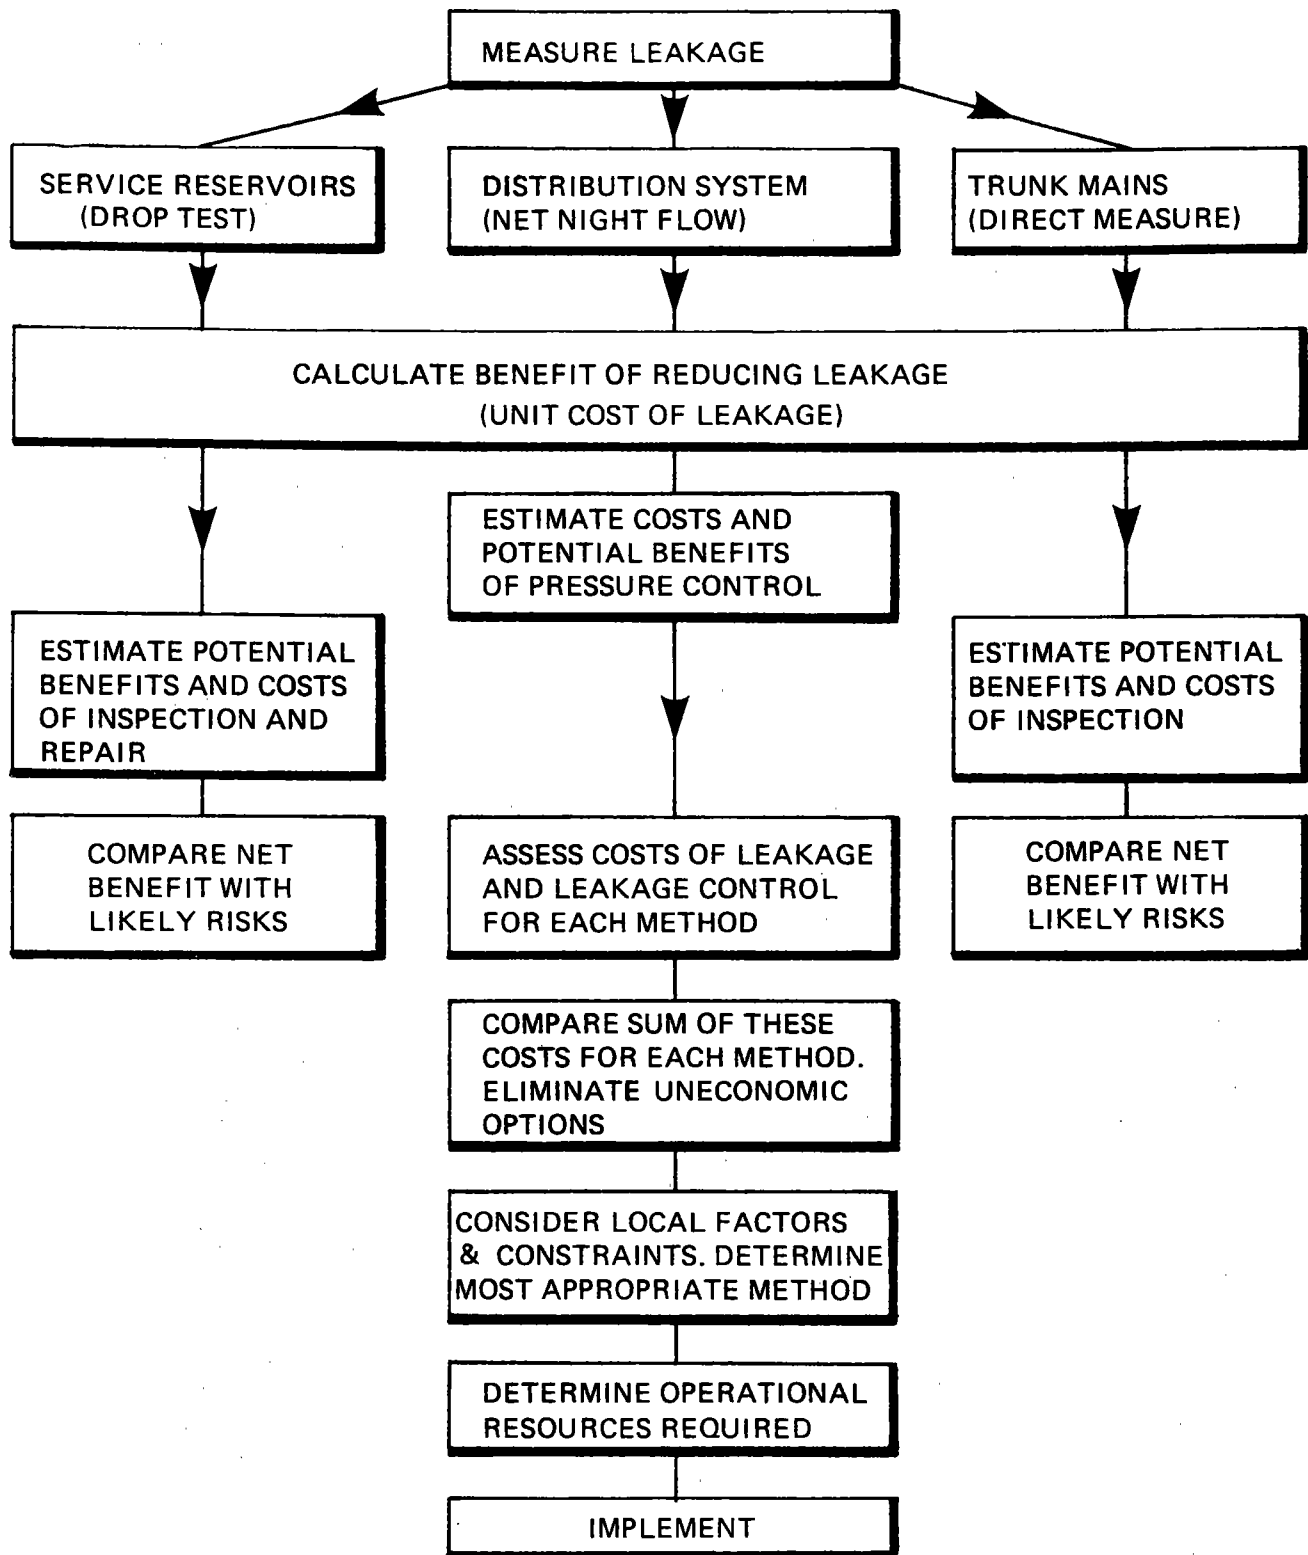 MEASURE LEAKAGE
SERVICE RESERVOIRS
(DROP TEST)
DISTRIBUTION SYSTEM
(NET NIGHT FLOW)
TRUNK MAINS
(DIRECT MEASURE)
CALCULATE BENEFIT OF REDUCING LEAKAGE
(UNIT COST OF LEAKAGE)
ESTIMATE COSTS AND
POTENTIAL BENEFITS
OF PRESSURE CONTROL
ESTIMATE POTENTIAL
BENEFITS AND COSTS
OF INSPECTION AND
REPAIR
ESTIMATE POTENTIAL
BENEFITS AND COSTS
OF INSPECTION
COMPARE NET
BENEFIT WITH
LIKELY RISKS
ASSESS COSTS OF LEAKAGE
AND LEAKAGE CONTROL
FOR EACH METHOD
COMPARE NET
BENEFIT WITH
LIKELY RISKS
COMPARE SUM OF THESE
COSTS FOR EACH METHOD.
ELIMINATE UNECONOMIC
OPTIONS
CONSIDER LOCAL FACTORS
& CONSTRAINTS. DETERMINE
MOST APPROPRIATE METHOD
DETERMINE OPERATIONAL
RESOURCES REQUIRED
IMPLEMENT